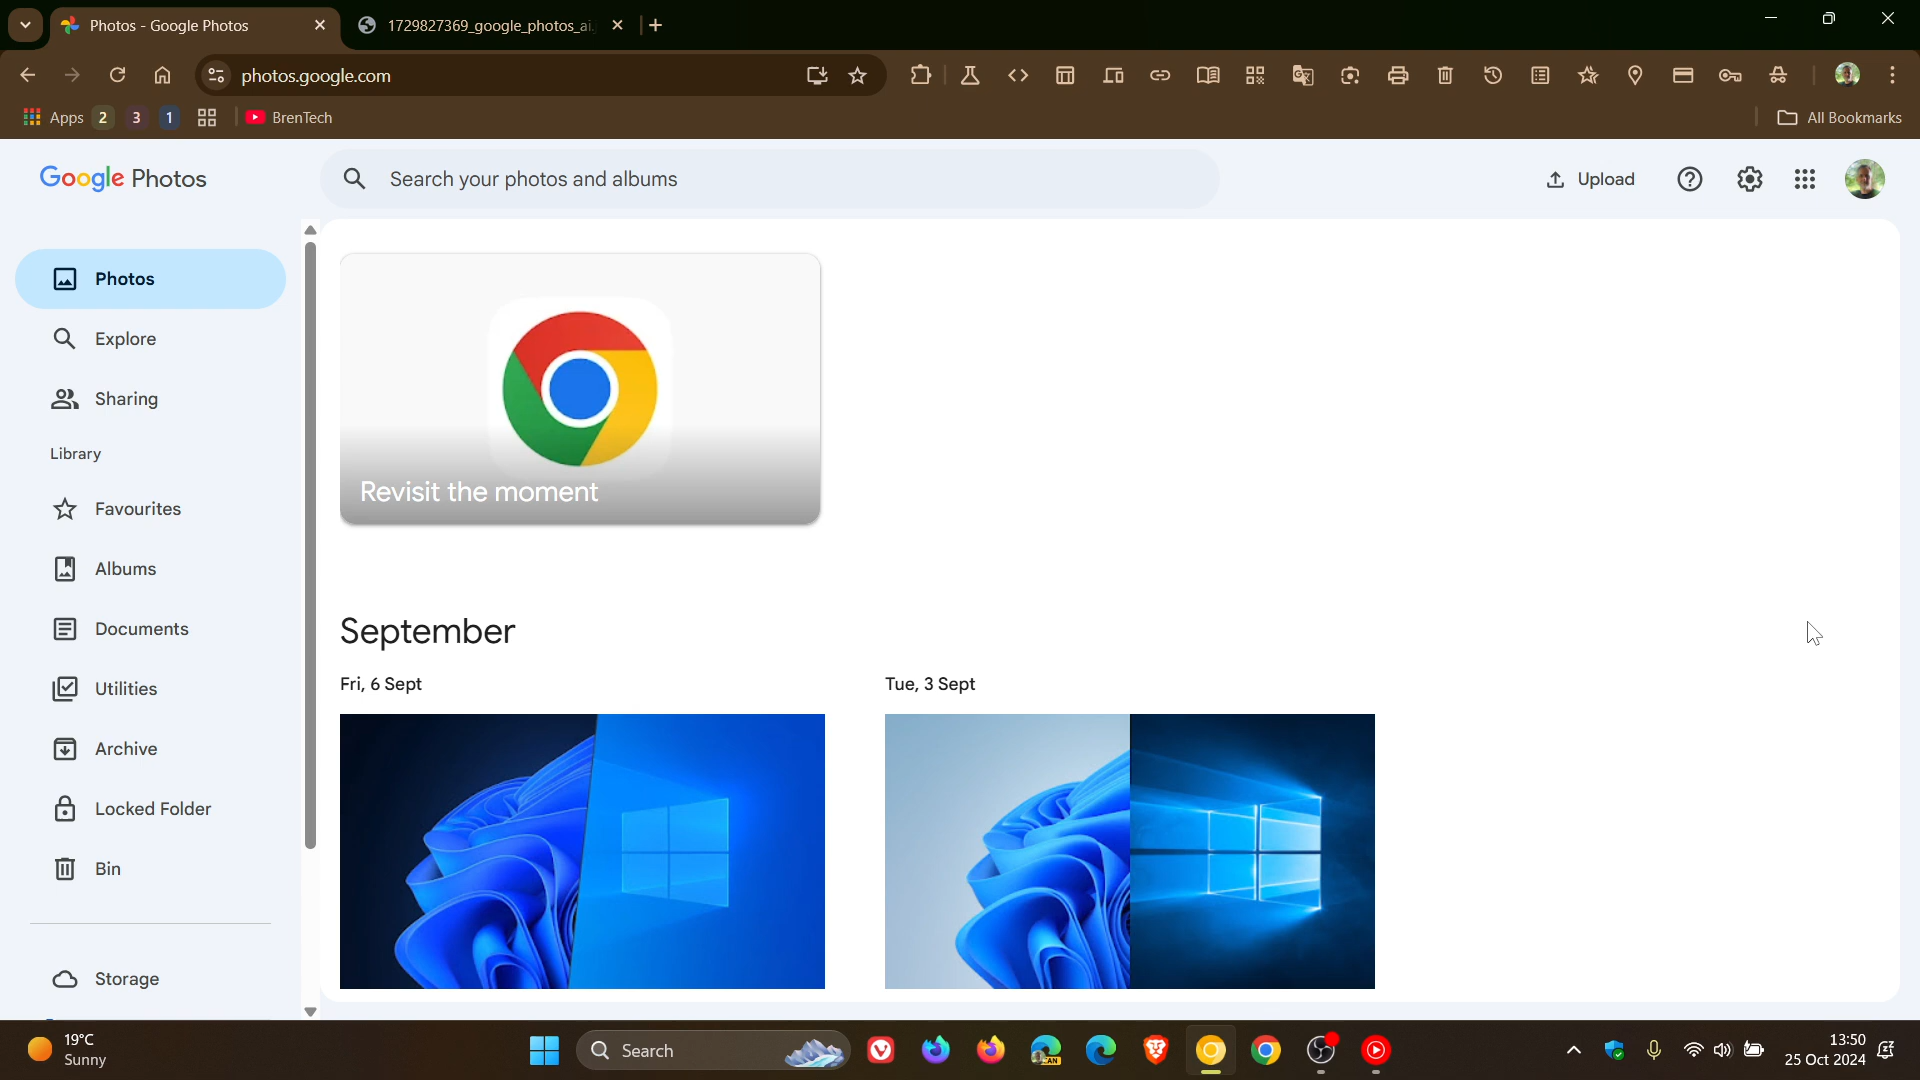 Photos - Google Photos
1729827369_google_photos_ai.
photos.google.com
Apps 2 3 1 BrenTech
All Bookmarks
Google Photos
Search your photos and albums
Upload
Photos
Explore
Sharing
Library
Favourites
Albums
Documents
Utilities
Archive
Locked Folder
Bin
Storage
Revisit the moment
September
Fri, 6 Sept
Tue, 3 Sept
19°C
Sunny
Search
CAN
13:50
25 Oct 2024